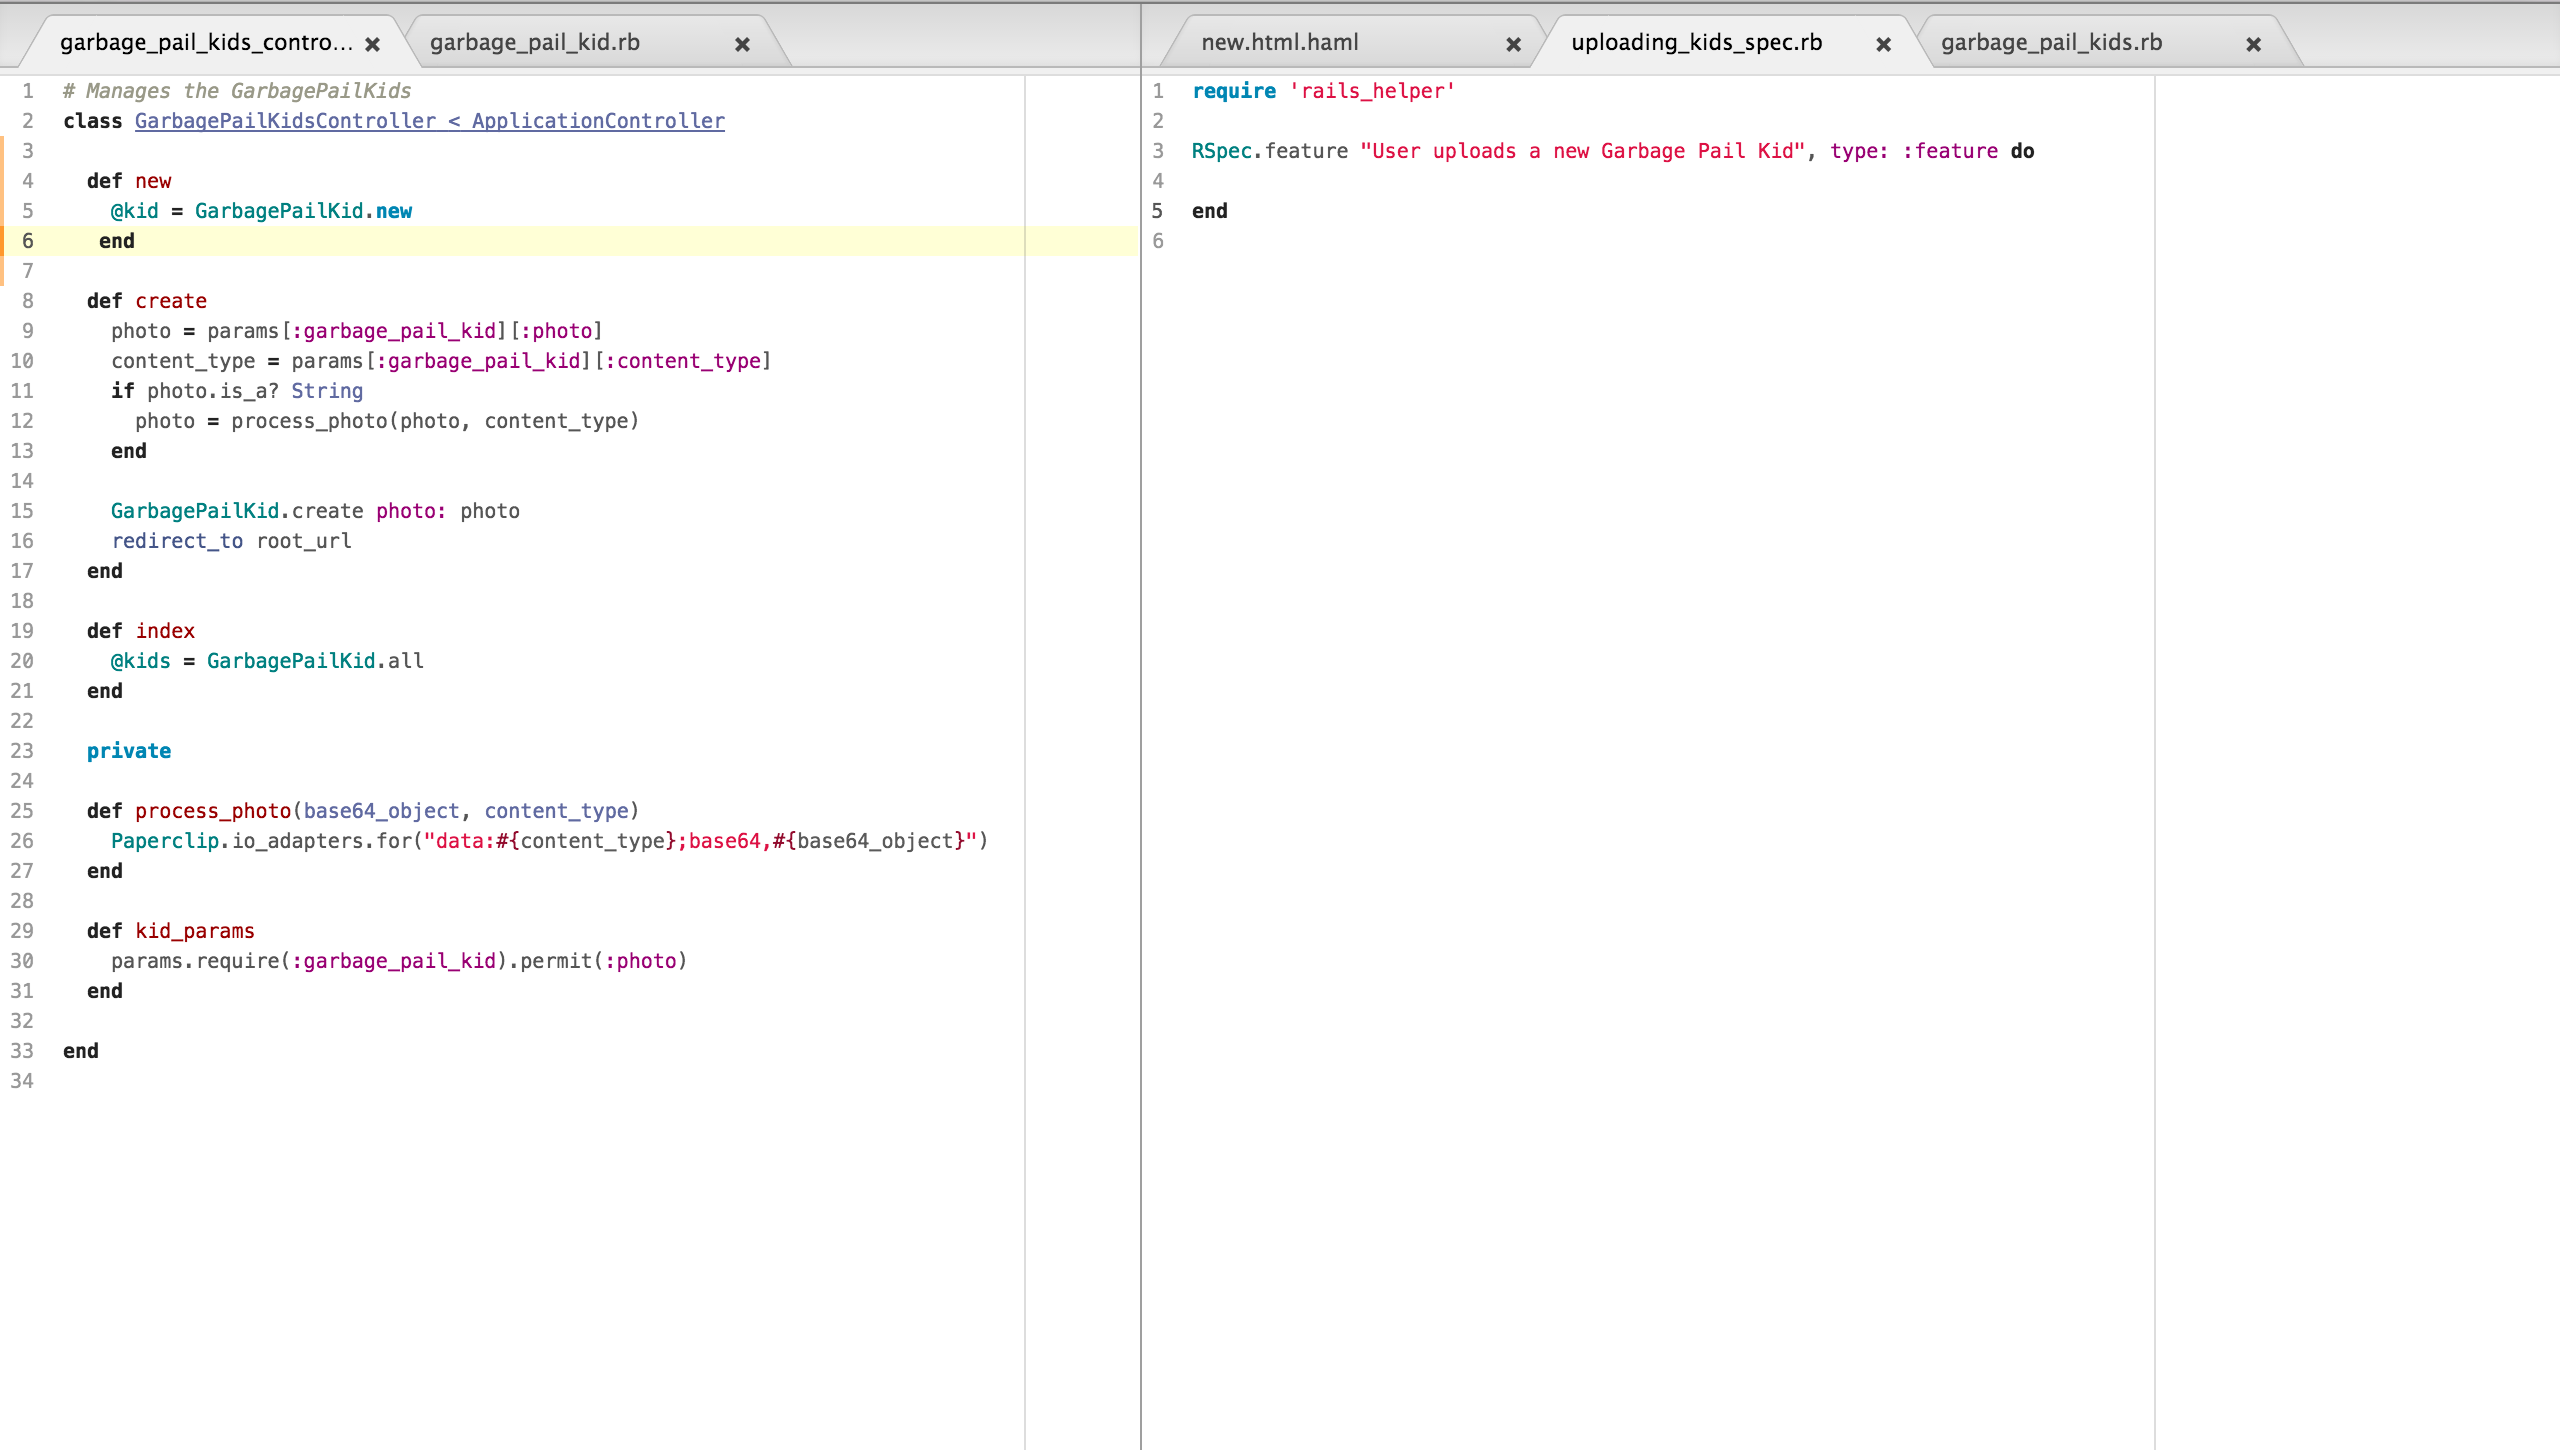 garbage_pail_kids_contro...
garbage_pail_kid.rb
new.html.haml
uploading_kids_spec.rb
garbage_pail_kids.rb
1 # Manages the GarbagePailKids
2 class GarbagePailKidsController < ApplicationController
3
4   def new
5     @kid = GarbagePailKid.new
6    end
7
8   def create
9     photo = params[:garbage_pail_kid][:photo]
10     content_type = params[:garbage_pail_kid][:content_type]
11     if photo.is_a? String
12       photo = process_photo(photo, content_type)
13     end
14
15     GarbagePailKid.create photo: photo
16     redirect_to root_url
17   end
18
19   def index
20     @kids = GarbagePailKid.all
21   end
22
23   private
24
25   def process_photo(base64_object, content_type)
26     Paperclip.io_adapters.for("data:#{content_type};base64,#{base64_object}")
27   end
28
29   def kid_params
30     params.require(:garbage_pail_kid).permit(:photo)
31   end
32
33 end
34
1 require 'rails_helper'
2
3 RSpec.feature "User uploads a new Garbage Pail Kid", type: :feature do
4
5 end
6